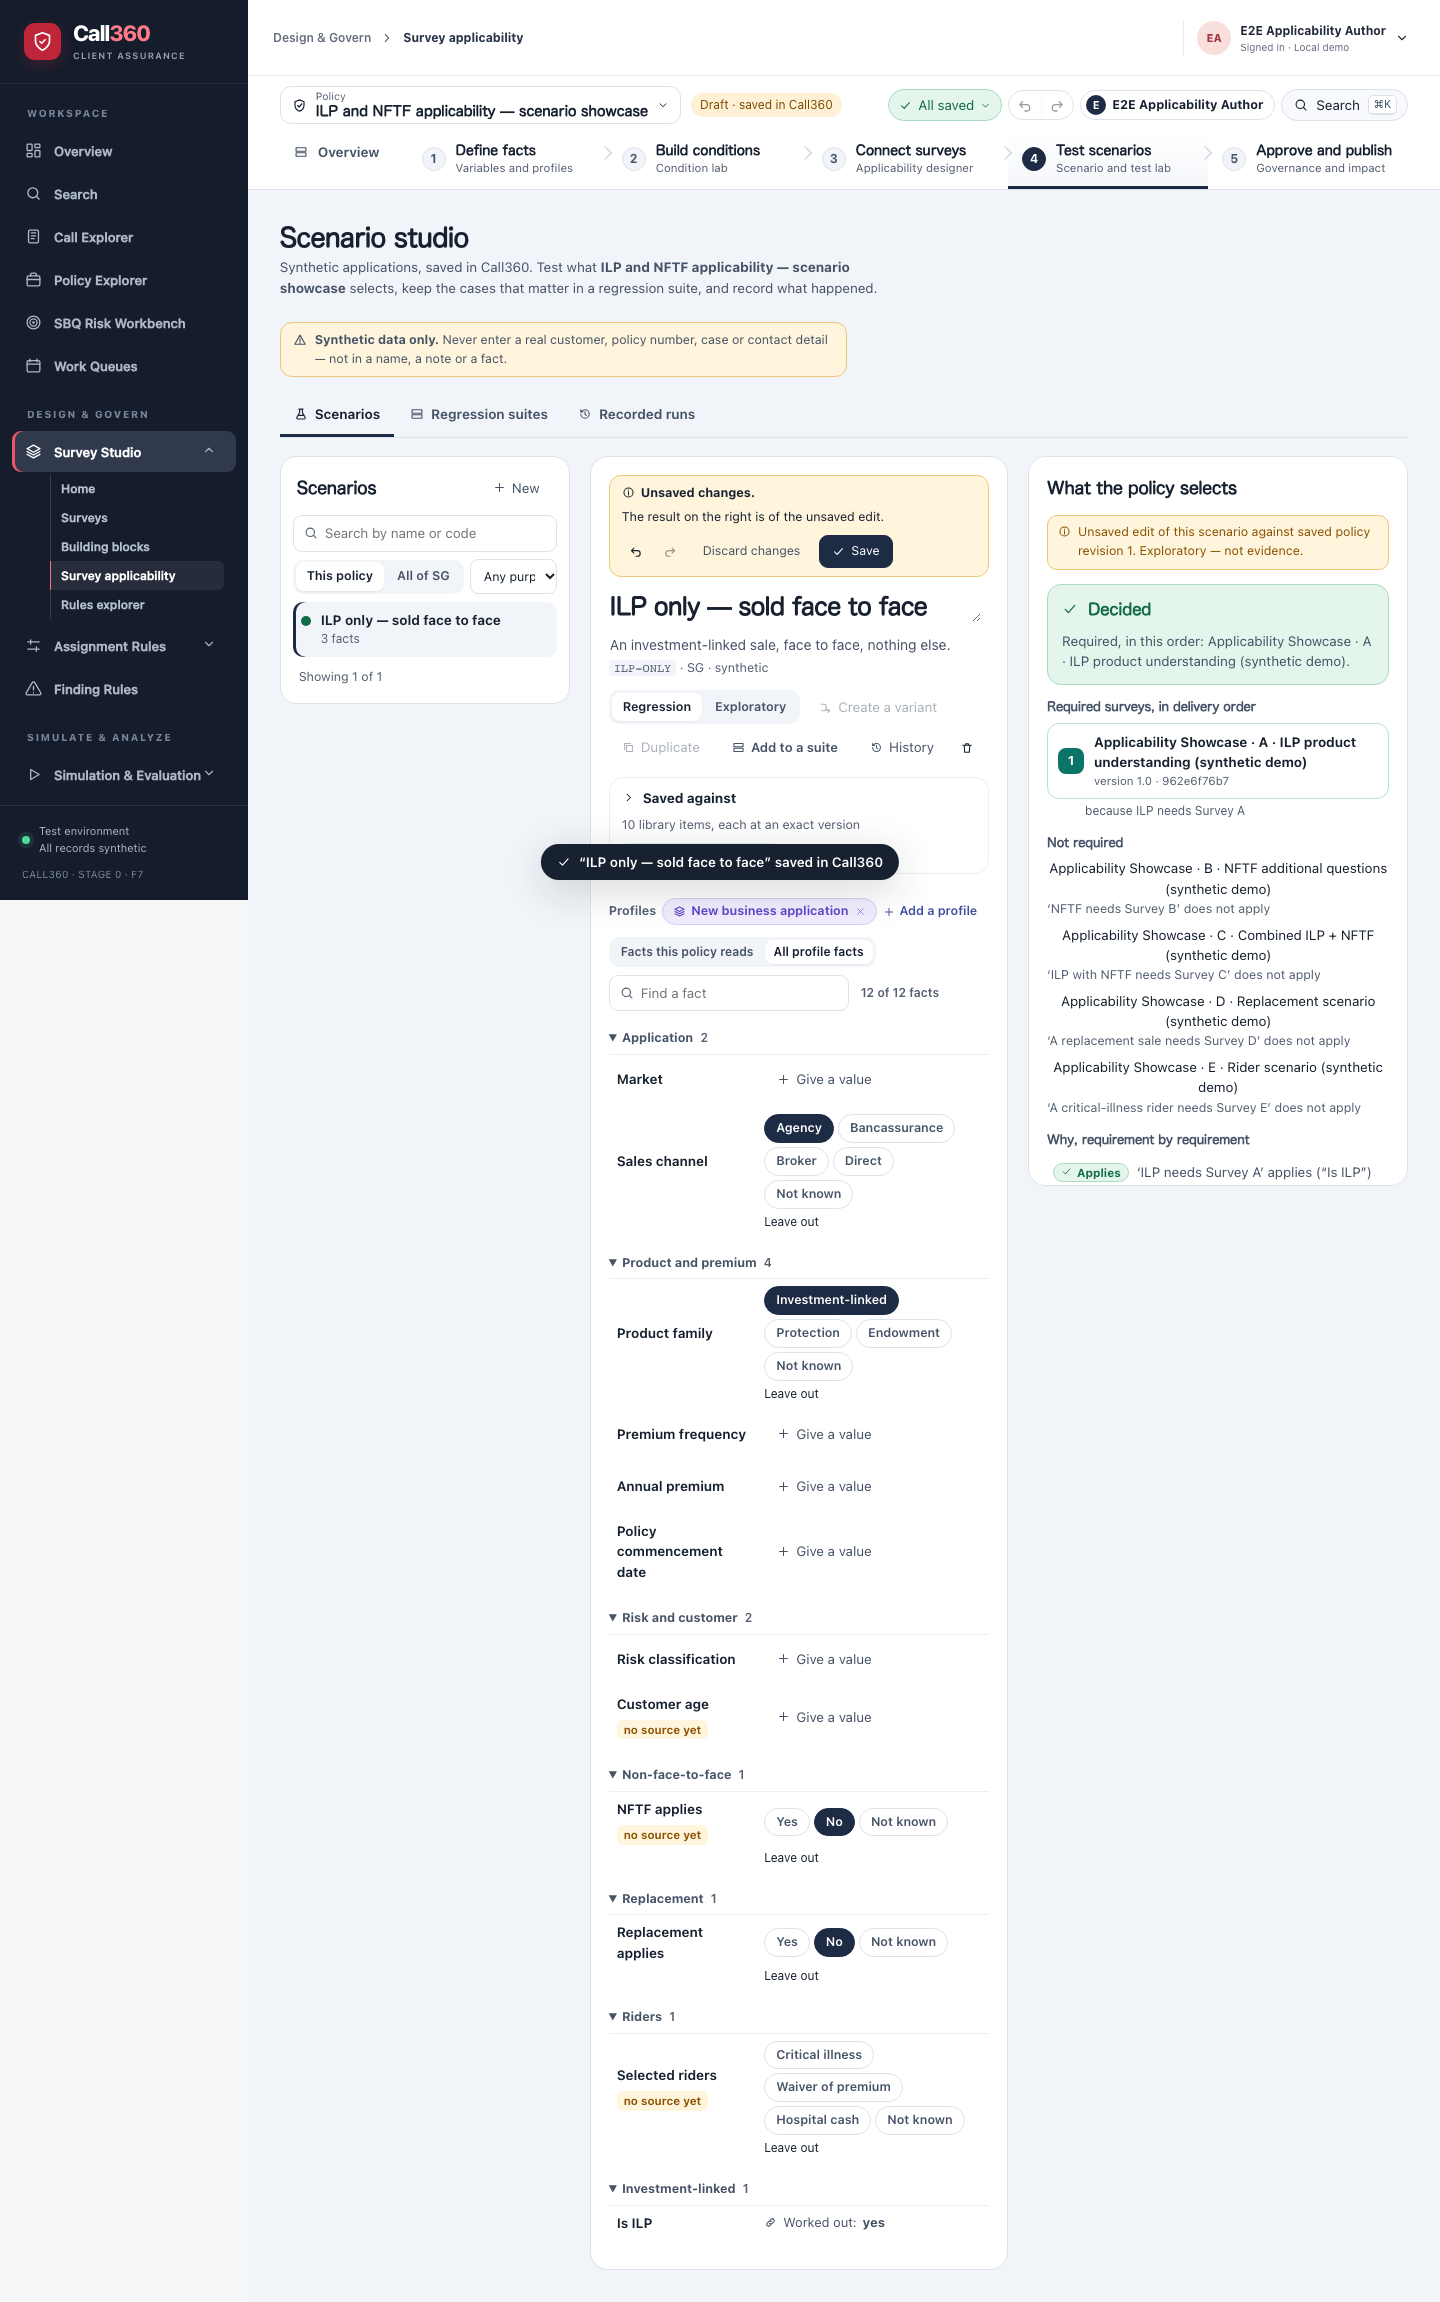 Call360
CLIENT ASSURANCE
WORKSPACE
Overview
Search
Call Explorer
Policy Explorer
SBQ Risk Workbench
Work Queues
DESIGN & GOVERN
Survey Studio
Home
Surveys
Building blocks
Survey applicability
Rules explorer
Assignment Rules
Finding Rules
SIMULATE & ANALYZE
Simulation & Evaluation
Test environment
All records synthetic
CALL360 · STAGE 0 · F7
Design & Govern > Survey applicability
EA
E2E Applicability Author
Signed in · Local demo
Policy
ILP and NFTF applicability — scenario showcase
Draft · saved in Call360
All saved
E E2E Applicability Author
Search ⌘K
Overview
1 Define facts
Variables and profiles
2 Build conditions
Condition lab
3 Connect surveys
Applicability designer
4 Test scenarios
Scenario and test lab
5 Approve and publish
Governance and impact
Scenario studio
Synthetic applications, saved in Call360. Test what ILP and NFTF applicability — scenario
showcase selects, keep the cases that matter in a regression suite, and record what happened.
Synthetic data only. Never enter a real customer, policy number, case or contact detail
— not in a name, a note or a fact.
Scenarios
Regression suites
Recorded runs
Scenarios
+ New
Search by name or code
This policy
All of SG
Any purp
ILP only — sold face to face
3 facts
Showing 1 of 1
Unsaved changes.
The result on the right is of the unsaved edit.
Discard changes
Save
ILP only — sold face to face
An investment-linked sale, face to face, nothing else.
ILP-ONLY · SG · synthetic
Regression
Exploratory
Create a variant
Duplicate
Add to a suite
History
Saved against
10 library items, each at an exact version
“ILP only — sold face to face” saved in Call360
Profiles
New business application ×
+ Add a profile
Facts this policy reads
All profile facts
Find a fact
12 of 12 facts
▼ Application 2
Market
+ Give a value
Sales channel
Agency
Bancassurance
Broker
Direct
Not known
Leave out
▼ Product and premium 4
Product family
Investment-linked
Protection
Endowment
Not known
Leave out
Premium frequency
+ Give a value
Annual premium
+ Give a value
Policy
commencement
date
+ Give a value
▼ Risk and customer 2
Risk classification
+ Give a value
Customer age
no source yet
+ Give a value
▼ Non-face-to-face 1
NFTF applies
no source yet
Yes
No
Not known
Leave out
▼ Replacement 1
Replacement
applies
Yes
No
Not known
Leave out
▼ Riders 1
Selected riders
no source yet
Critical illness
Waiver of premium
Hospital cash
Not known
Leave out
▼ Investment-linked 1
Is ILP
Worked out: yes
What the policy selects
Unsaved edit of this scenario against saved policy
revision 1. Exploratory — not evidence.
Decided
Required, in this order: Applicability Showcase · A
· ILP product understanding (synthetic demo).
Required surveys, in delivery order
1
Applicability Showcase · A · ILP product
understanding (synthetic demo)
version 1.0 · 962e6f76b7
because ILP needs Survey A
Not required
Applicability Showcase · B · NFTF additional questions
(synthetic demo)
‘NFTF needs Survey B’ does not apply
Applicability Showcase · C · Combined ILP + NFTF
(synthetic demo)
‘ILP with NFTF needs Survey C’ does not apply
Applicability Showcase · D · Replacement scenario
(synthetic demo)
‘A replacement sale needs Survey D’ does not apply
Applicability Showcase · E · Rider scenario (synthetic
demo)
‘A critical-illness rider needs Survey E’ does not apply
Why, requirement by requirement
Applies
‘ILP needs Survey A’ applies (“Is ILP”)